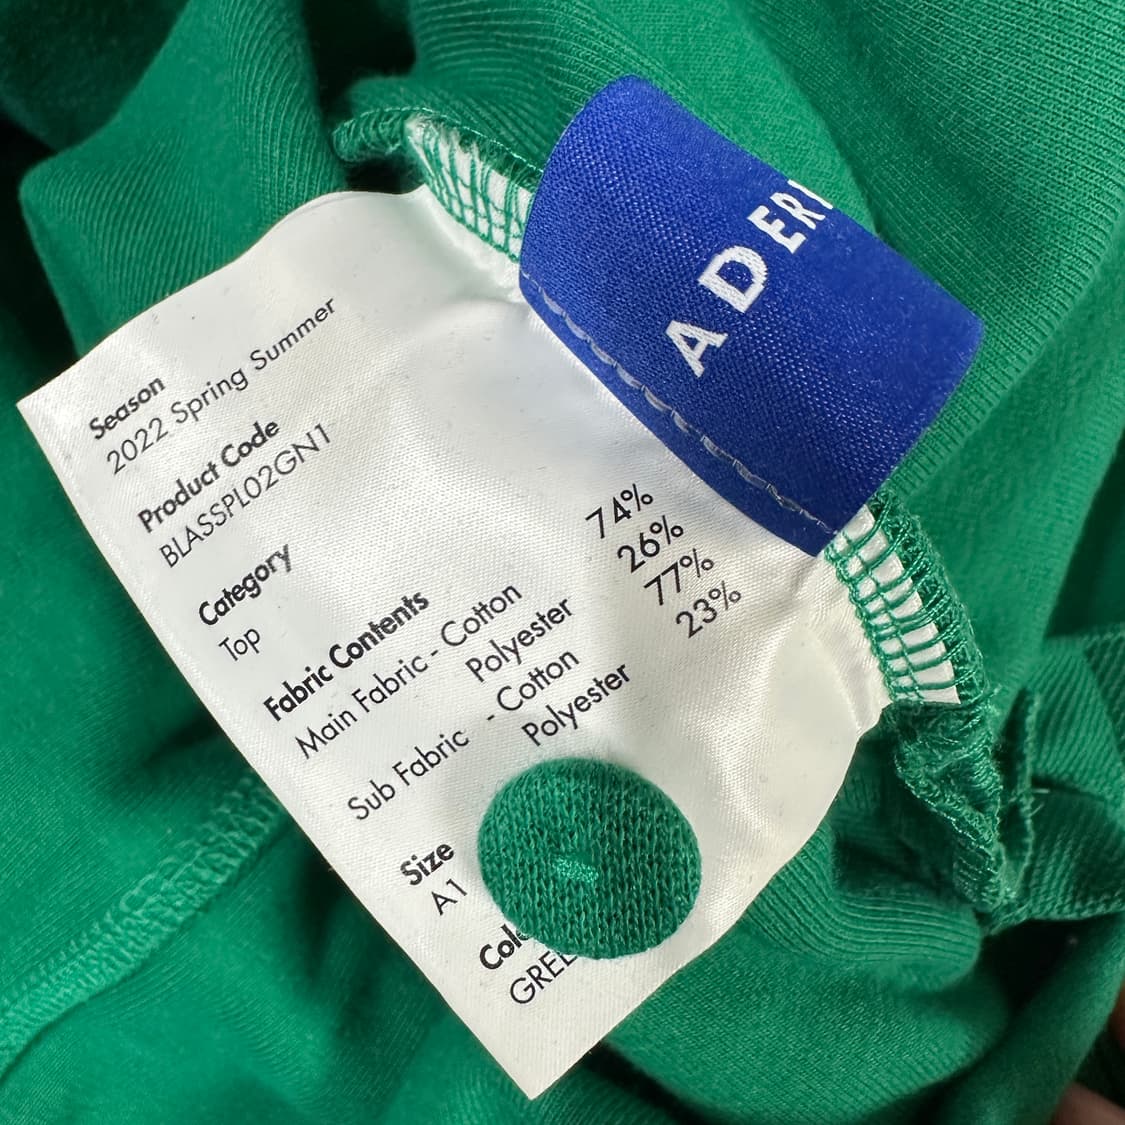 ADER
Season
2022 Spring Summer
Product Code
BLASSPL02GN1
Category
Top
Fabric Contents
Main Fabric - Cotton 74%
Polyester 26%
Sub Fabric - Cotton 77%
Polyester 23%
Size
A1